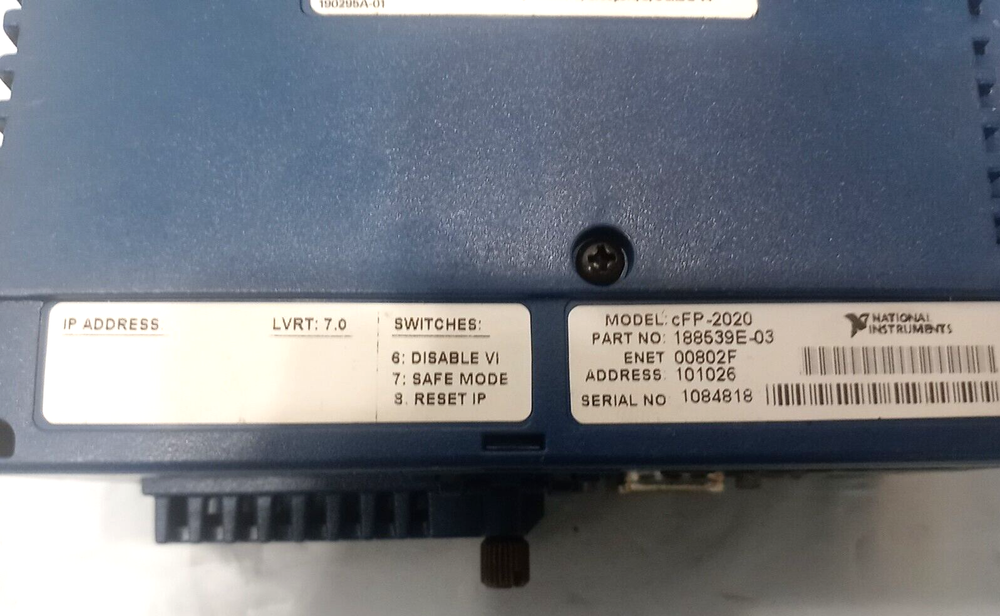 190295A-01
IP ADDRESS
LVRT: 7.0
SWITCHES:
6: DISABLE VI
7: SAFE MODE
8. RESET IP
MODEL: cFP-2020
PART NO: 188539E-03
ENET 00802F
ADDRESS: 101026
SERIAL NO 1084818
NATIONAL
INSTRUMENTS